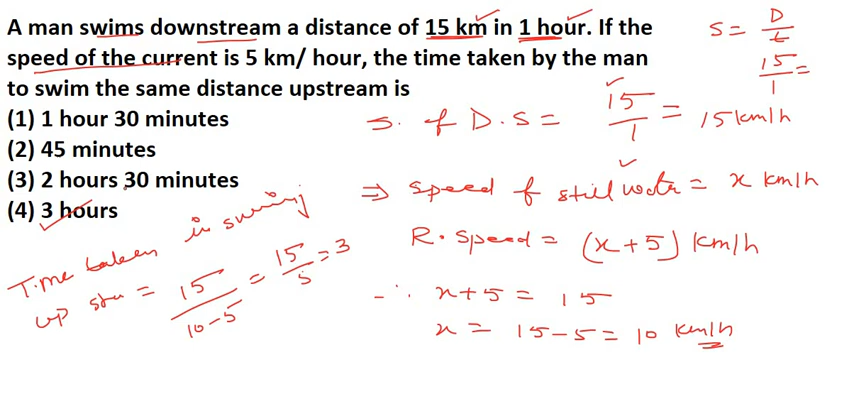 A man swims downstream a distance of 15 km in 1 hour. If the
speed of the current is 5 km/ hour, the time taken by the man
to swim the same distance upstream is
(1) 1 hour 30 minutes
(2) 45 minutes
(3) 2 hours 30 minutes
(4) 3 hours
S = D/t
15/1 =
S. of D.S = 15/1 = 15 km/h
⇒ Speed of still water = x km/h
R. Speed = (x+5) km/h
∴ x+5 = 15
x = 15-5 = 10 km/h
Time taken in swimming
up = 15/10-5 = 15/5 = 3